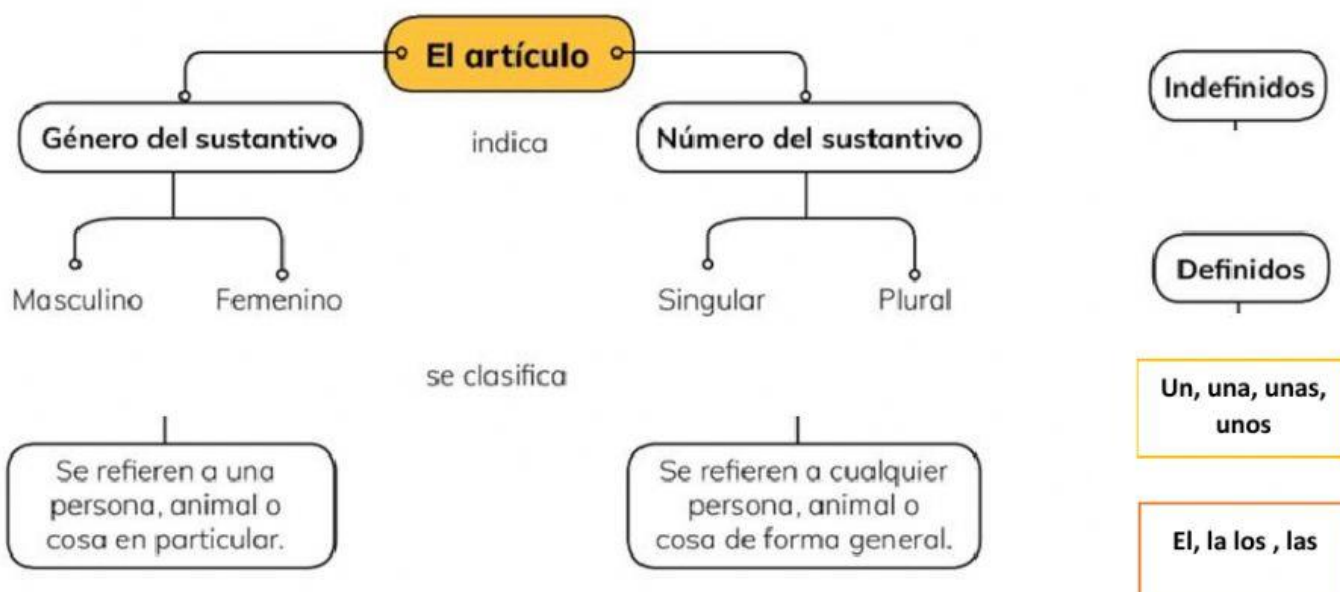 El artículo
Género del sustantivo
indica
Número del sustantivo
Masculino
Femenino
Singular
Plural
se clasifica
Se refieren a una
persona, animal o
cosa en particular.
Se refieren a cualquier
persona, animal o
cosa de forma general.
Indefinidos
Definidos
Un, una, unas,
unos
El, la los , las